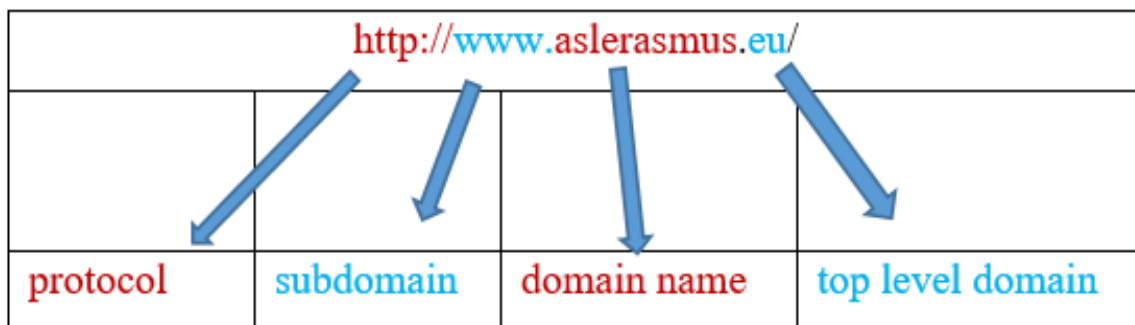 http://www.aslerasmus.eu/
protocol
subdomain
domain name
top level domain